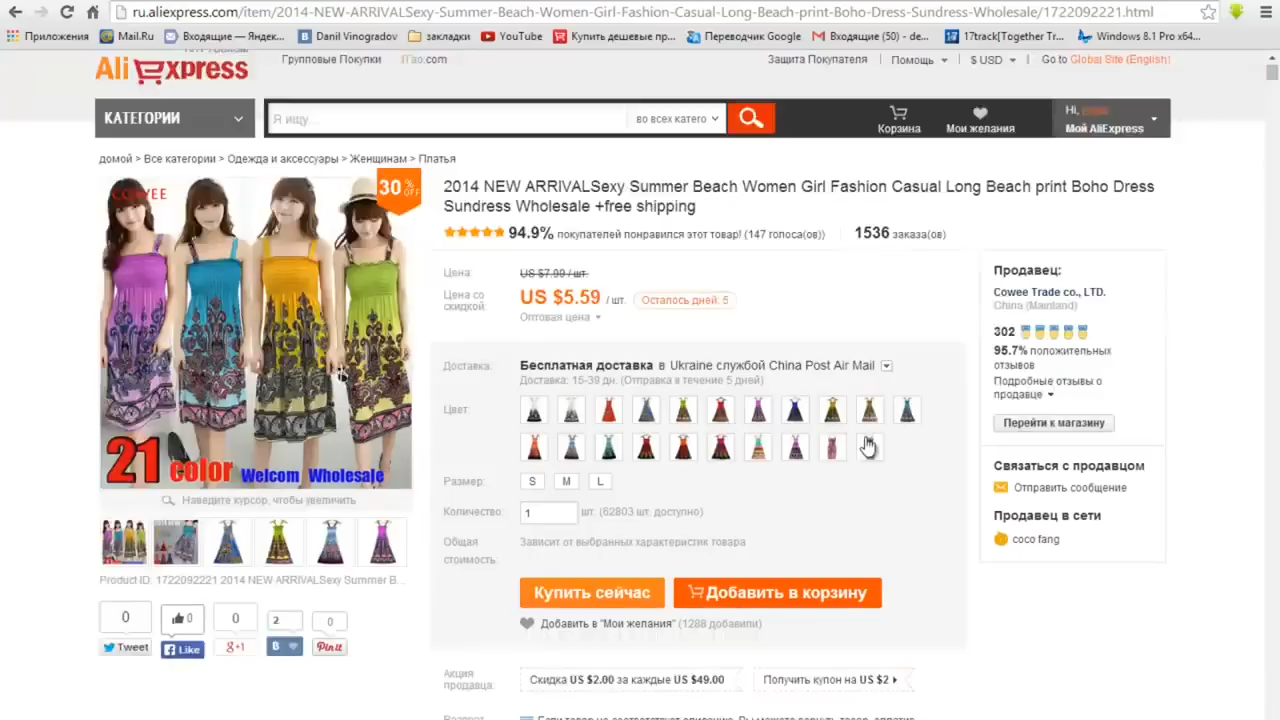 ru.aliexpress.com/item/2014-NEW-ARRIVALSexy-Summer-Beach-Women-Girl-Fashion-Casual-Long-Beach-print-Boho-Dress-Sundress-Wholesale/1722092221.html
Приложения Mail.Ru Входящие — Яндек... Danil Vinogradov закладки YouTube Купить дешевые пр... Переводчик Google Входящие (50) - de... 17track[Together Tr... Windows 8.1 Pro x64...
AliExpress Групповые Покупки iTao.com Защита Покупателя Помощь $ USD Go to Global Site (English)
КАТЕГОРИИ Я ищу... во всех катего Корзина Мои желания Hi,
Мой AliExpress
домой > Все категории > Одежда и аксессуары > Женщинам > Платья
COWEE
30 % OFF
21 color Welcom Wholesale
2014 NEW ARRIVALSexy Summer Beach Women Girl Fashion Casual Long Beach print Boho Dress
Sundress Wholesale +free shipping
94.9% покупателей понравился этот товар! (147 голоса(ов)) 1536 заказа(ов)
Цена: US $7.99 / шт.
Цена со скидкой: US $5.59 / шт. Осталось дней: 5
Оптовая цена
Доставка: Бесплатная доставка в Ukraine службой China Post Air Mail
Доставка: 15-39 дн. (Отправка в течение 5 дней)
Цвет:
Размер: S M L
Количество: 1 шт. (62803 шт. доступно)
Общая стоимость: Зависит от выбранных характеристик товара
Купить сейчас Добавить в корзину
Добавить в "Мои желания" (1288 добавили)
Акция продавца: Скидка US $2.00 за каждые US $49.00 Получить купон на US $2
Возврат
Продавец:
Cowee Trade co., LTD.
China (Mainland)
302
95.7% положительных
отзывов
Подробные отзывы о
продавце
Перейти к магазину
Связаться с продавцом
Отправить сообщение
Продавец в сети
coco fang
Наведите курсор, чтобы увеличить
Product ID: 1722092221 2014 NEW ARRIVALSexy Summer B...
0 0 0 2 0
Tweet Like g+1 B Pin it